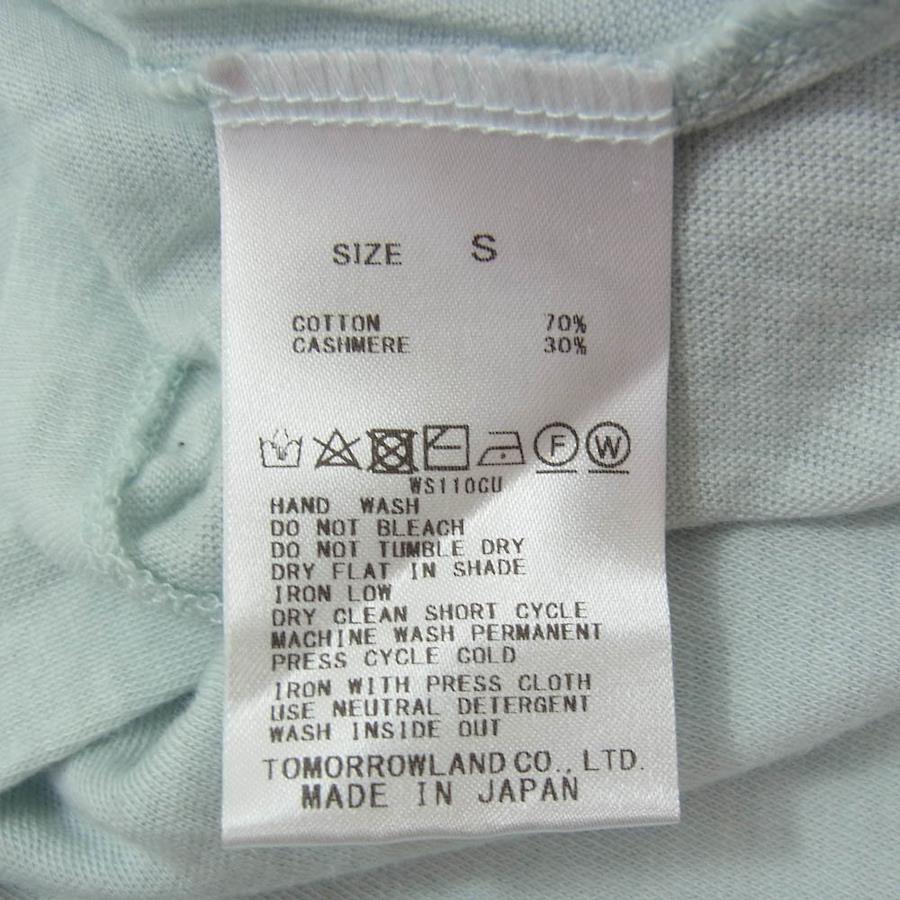 SIZE S
COTTON 70%
CASHMERE 30%
F W
WS110CU
HAND WASH
DO NOT BLEACH
DO NOT TUMBLE DRY
DRY FLAT IN SHADE
IRON LOW
DRY CLEAN SHORT CYCLE
MACHINE WASH PERMANENT
PRESS CYCLE COLD
IRON WITH PRESS CLOTH
USE NEUTRAL DETERGENT
WASH INSIDE OUT
TOMORROWLAND CO., LTD.
MADE IN JAPAN